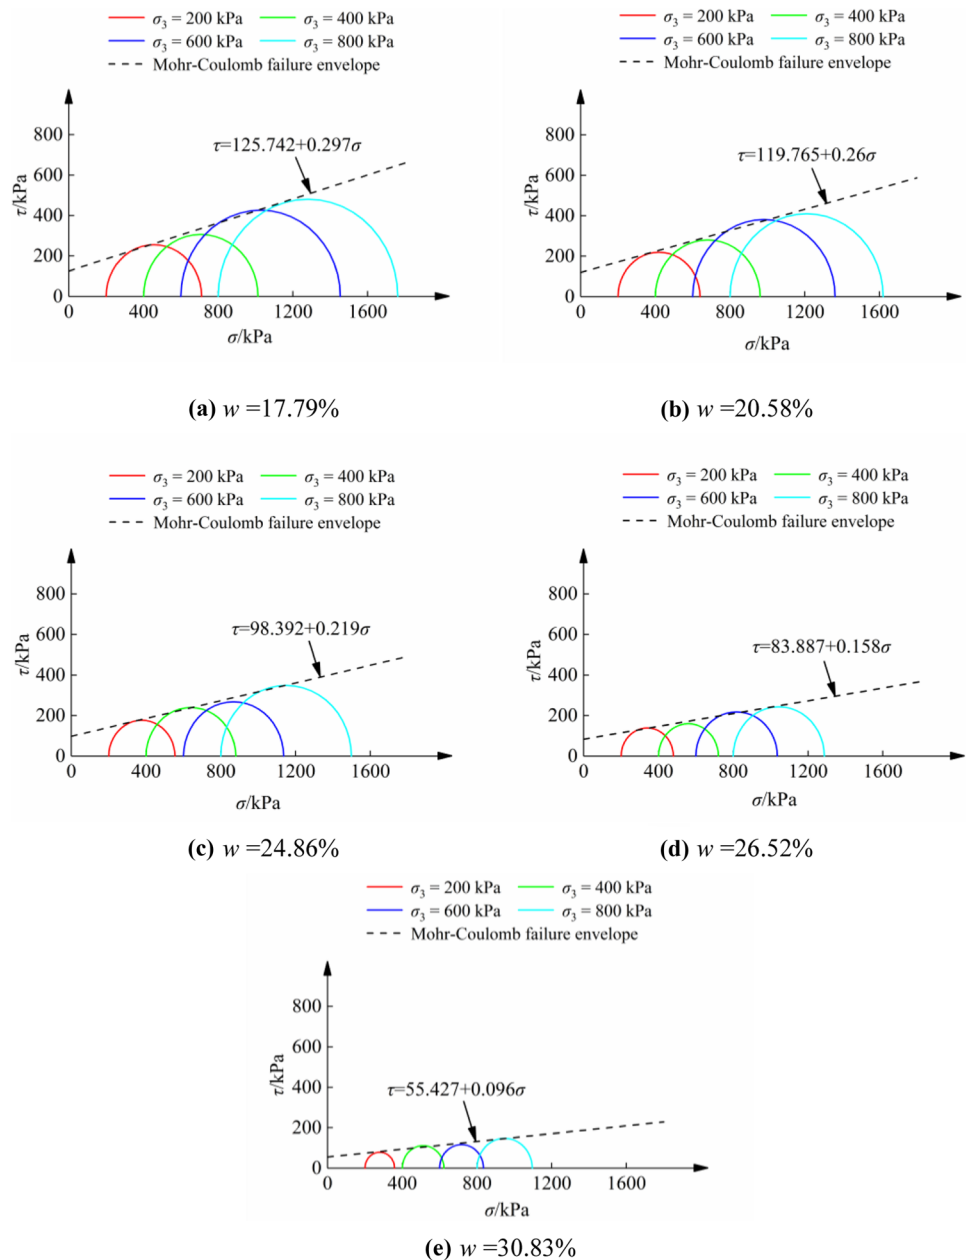 σ3 = 200 kPa σ3 = 400 kPa
σ3 = 600 kPa σ3 = 800 kPa
Mohr-Coulomb failure envelope
τ=125.742+0.297σ
τ/kPa
800
600
400
200
0
0 400 800 1200 1600
σ/kPa
(a) w =17.79%
σ3 = 200 kPa σ3 = 400 kPa
σ3 = 600 kPa σ3 = 800 kPa
Mohr-Coulomb failure envelope
τ=119.765+0.26σ
τ/kPa
800
600
400
200
0
0 400 800 1200 1600
σ/kPa
(b) w =20.58%
σ3 = 200 kPa σ3 = 400 kPa
σ3 = 600 kPa σ3 = 800 kPa
Mohr-Coulomb failure envelope
τ=98.392+0.219σ
τ/kPa
800
600
400
200
0
0 400 800 1200 1600
σ/kPa
(c) w =24.86%
σ3 = 200 kPa σ3 = 400 kPa
σ3 = 600 kPa σ3 = 800 kPa
Mohr-Coulomb failure envelope
τ=83.887+0.158σ
τ/kPa
800
600
400
200
0
0 400 800 1200 1600
σ/kPa
(d) w =26.52%
σ3 = 200 kPa σ3 = 400 kPa
σ3 = 600 kPa σ3 = 800 kPa
Mohr-Coulomb failure envelope
τ=55.427+0.096σ
τ/kPa
800
600
400
200
0
0 400 800 1200 1600
σ/kPa
(e) w =30.83%